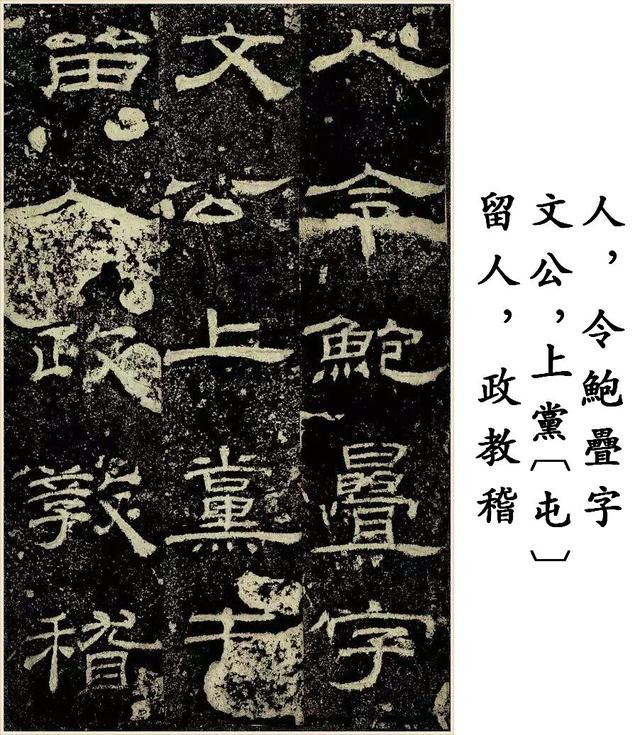 人令鮑疊字
文公上黨屯
留人政教稽
人，令鮑疊字
文公，上黨〔屯〕
留人，政教稽